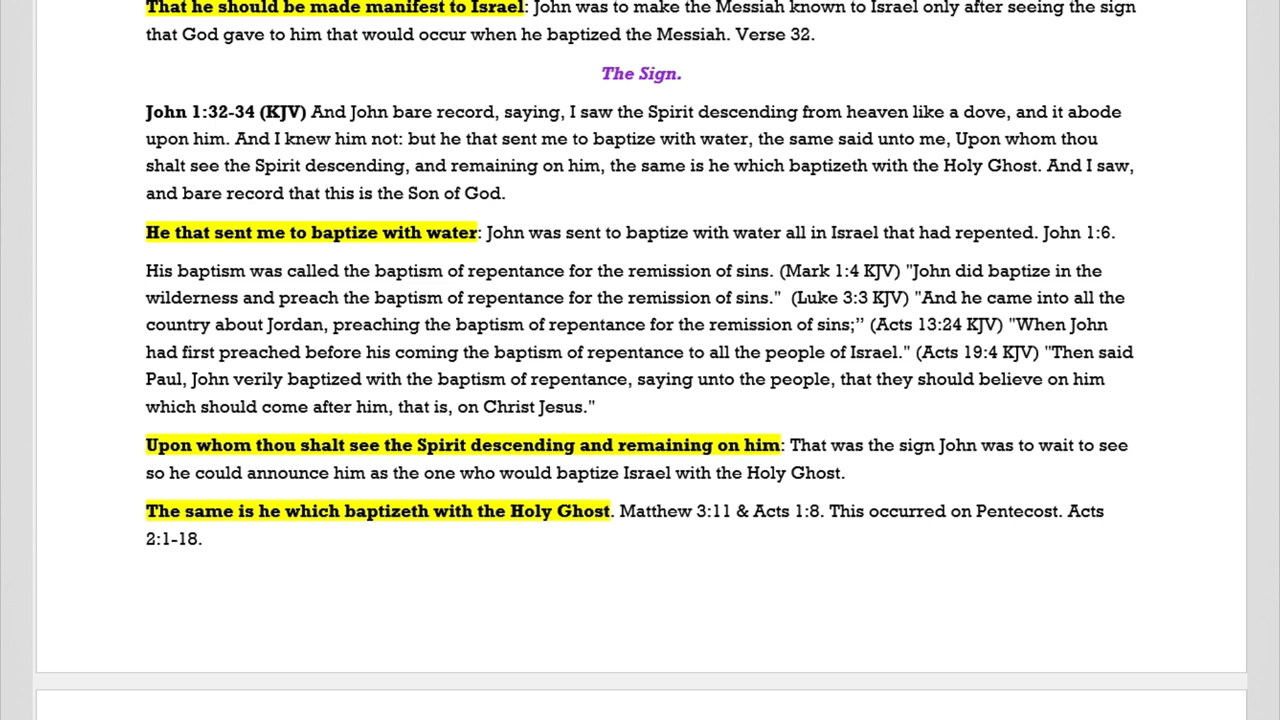 That he should be made manifest to Israel: John was to make the Messiah known to Israel only after seeing the sign
that God gave to him that would occur when he baptized the Messiah. Verse 32.
The Sign.
John 1:32-34 (KJV) And John bare record, saying, I saw the Spirit descending from heaven like a dove, and it abode
upon him. And I knew him not: but he that sent me to baptize with water, the same said unto me, Upon whom thou
shalt see the Spirit descending, and remaining on him, the same is he which baptizeth with the Holy Ghost. And I saw,
and bare record that this is the Son of God.
He that sent me to baptize with water: John was sent to baptize with water all in Israel that had repented. John 1:6.
His baptism was called the baptism of repentance for the remission of sins. (Mark 1:4 KJV) "John did baptize in the
wilderness and preach the baptism of repentance for the remission of sins."  (Luke 3:3 KJV) "And he came into all the
country about Jordan, preaching the baptism of repentance for the remission of sins;” (Acts 13:24 KJV) "When John
had first preached before his coming the baptism of repentance to all the people of Israel." (Acts 19:4 KJV) "Then said
Paul, John verily baptized with the baptism of repentance, saying unto the people, that they should believe on him
which should come after him, that is, on Christ Jesus."
Upon whom thou shalt see the Spirit descending and remaining on him: That was the sign John was to wait to see
so he could announce him as the one who would baptize Israel with the Holy Ghost.
The same is he which baptizeth with the Holy Ghost. Matthew 3:11 & Acts 1:8. This occurred on Pentecost. Acts
2:1-18.